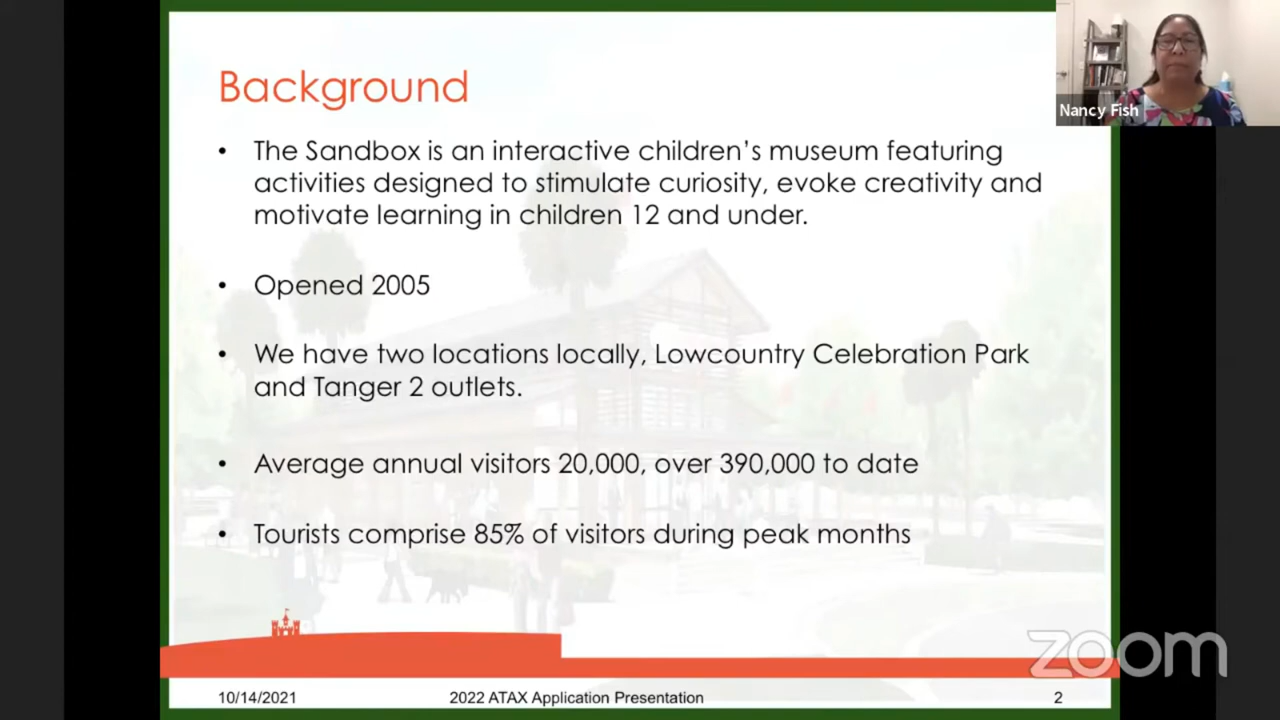 Background
• The Sandbox is an interactive children's museum featuring
activities designed to stimulate curiosity, evoke creativity and
motivate learning in children 12 and under.
• Opened 2005
• We have two locations locally, Lowcountry Celebration Park
and Tanger 2 outlets.
• Average annual visitors 20,000, over 390,000 to date
• Tourists comprise 85% of visitors during peak months
10/14/2021
2022 ATAX Application Presentation
2
Nancy Fish
zoom